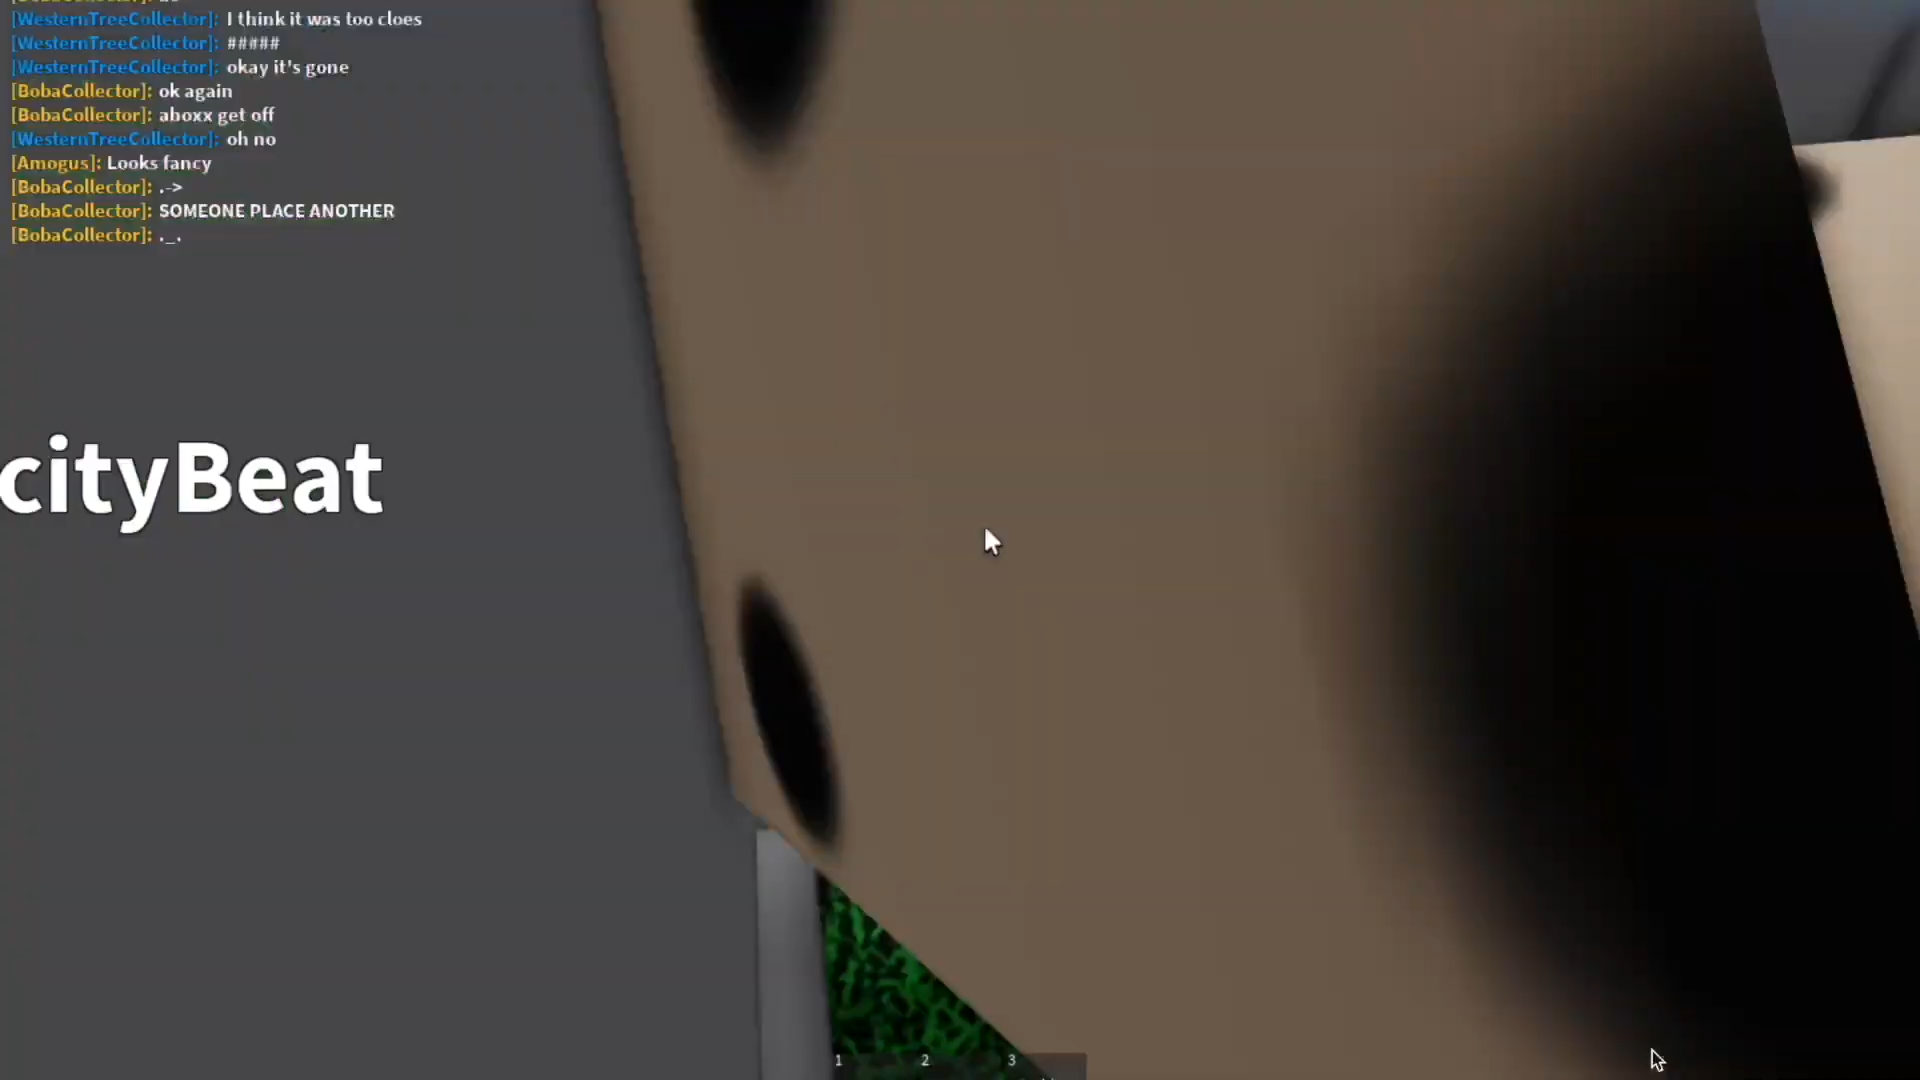 [WesternTreeCollector]: I think it was too cloes
[WesternTreeCollector]: #####
[WesternTreeCollector]: okay it's gone
[BobaCollector]: ok again
[BobaCollector]: aboxx get off
[WesternTreeCollector]: oh no
[Amogus]: Looks fancy
[BobaCollector]: .->
[BobaCollector]: SOMEONE PLACE ANOTHER
[BobaCollector]: ._.
cityBeat
1 2 3